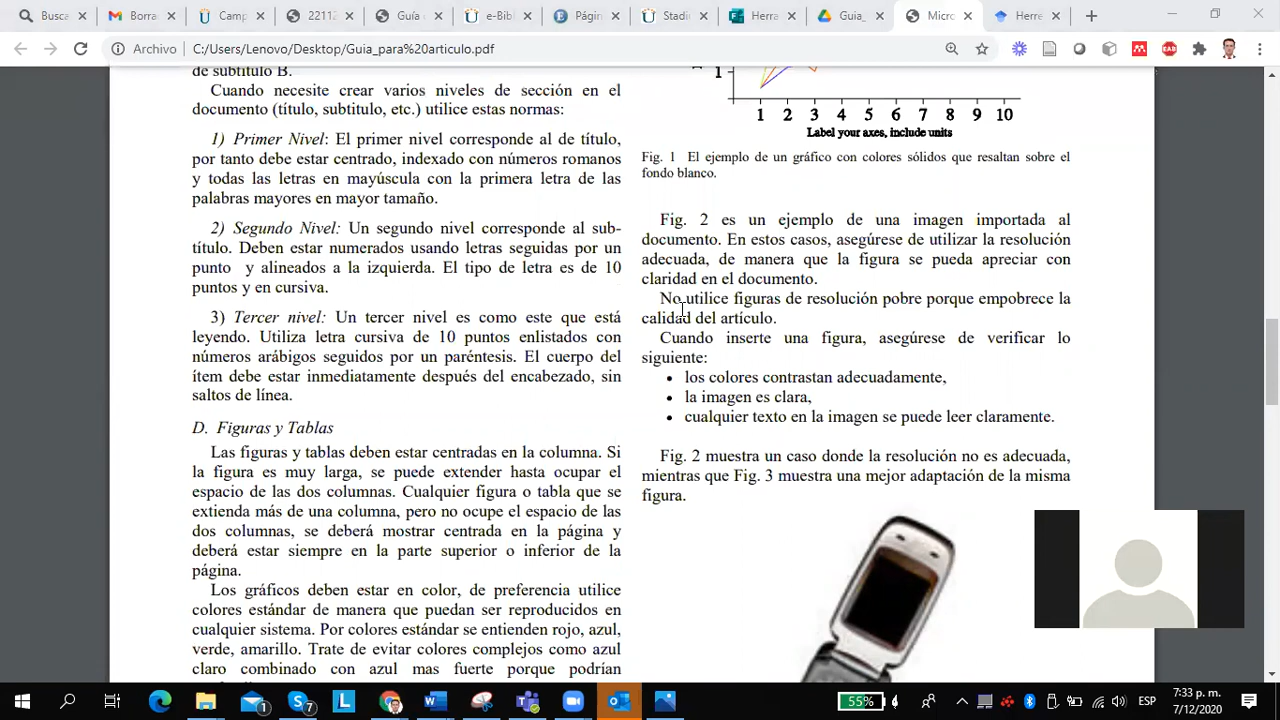 Busca
Borra
Camp
22112
Guía d
e-Bibl
Págin
Stadi
Herra
Guia_
Micro
Herre
Archivo
C:/Users/Lenovo/Desktop/Guia_para%20articulo.pdf
de subtítulo B.
Cuando necesite crear varios niveles de sección en el
documento (título, subtitulo, etc.) utilice estas normas:
1) Primer Nivel: El primer nivel corresponde al de título,
por tanto debe estar centrado, indexado con números romanos
y todas las letras en mayúscula con la primera letra de las
palabras mayores en mayor tamaño.
2) Segundo Nivel: Un segundo nivel corresponde al sub-
título. Deben estar numerados usando letras seguidas por un
punto y alineados a la izquierda. El tipo de letra es de 10
puntos y en cursiva.
3) Tercer nivel: Un tercer nivel es como este que está
leyendo. Utiliza letra cursiva de 10 puntos enlistados con
números arábigos seguidos por un paréntesis. El cuerpo del
ítem debe estar inmediatamente después del encabezado, sin
saltos de línea.
D. Figuras y Tablas
Las figuras y tablas deben estar centradas en la columna. Si
la figura es muy larga, se puede extender hasta ocupar el
espacio de las dos columnas. Cualquier figura o tabla que se
extienda más de una columna, pero no ocupe el espacio de las
dos columnas, se deberá mostrar centrada en la página y
deberá estar siempre en la parte superior o inferior de la
página.
Los gráficos deben estar en color, de preferencia utilice
colores estándar de manera que puedan ser reproducidos en
cualquier sistema. Por colores estándar se entienden rojo, azul,
verde, amarillo. Trate de evitar colores complejos como azul
claro combinado con azul mas fuerte porque podrían
1
1 2 3 4 5 6 7 8 9 10
Label your axes, include units
Fig. 1 El ejemplo de un gráfico con colores sólidos que resaltan sobre el
fondo blanco.
Fig. 2 es un ejemplo de una imagen importada al
documento. En estos casos, asegúrese de utilizar la resolución
adecuada, de manera que la figura se pueda apreciar con
claridad en el documento.
No utilice figuras de resolución pobre porque empobrece la
calidad del artículo.
Cuando inserte una figura, asegúrese de verificar lo
siguiente:
• los colores contrastan adecuadamente,
• la imagen es clara,
• cualquier texto en la imagen se puede leer claramente.
Fig. 2 muestra un caso donde la resolución no es adecuada,
mientras que Fig. 3 muestra una mejor adaptación de la misma
figura.
55%
ESP
7:33 p. m.
7/12/2020